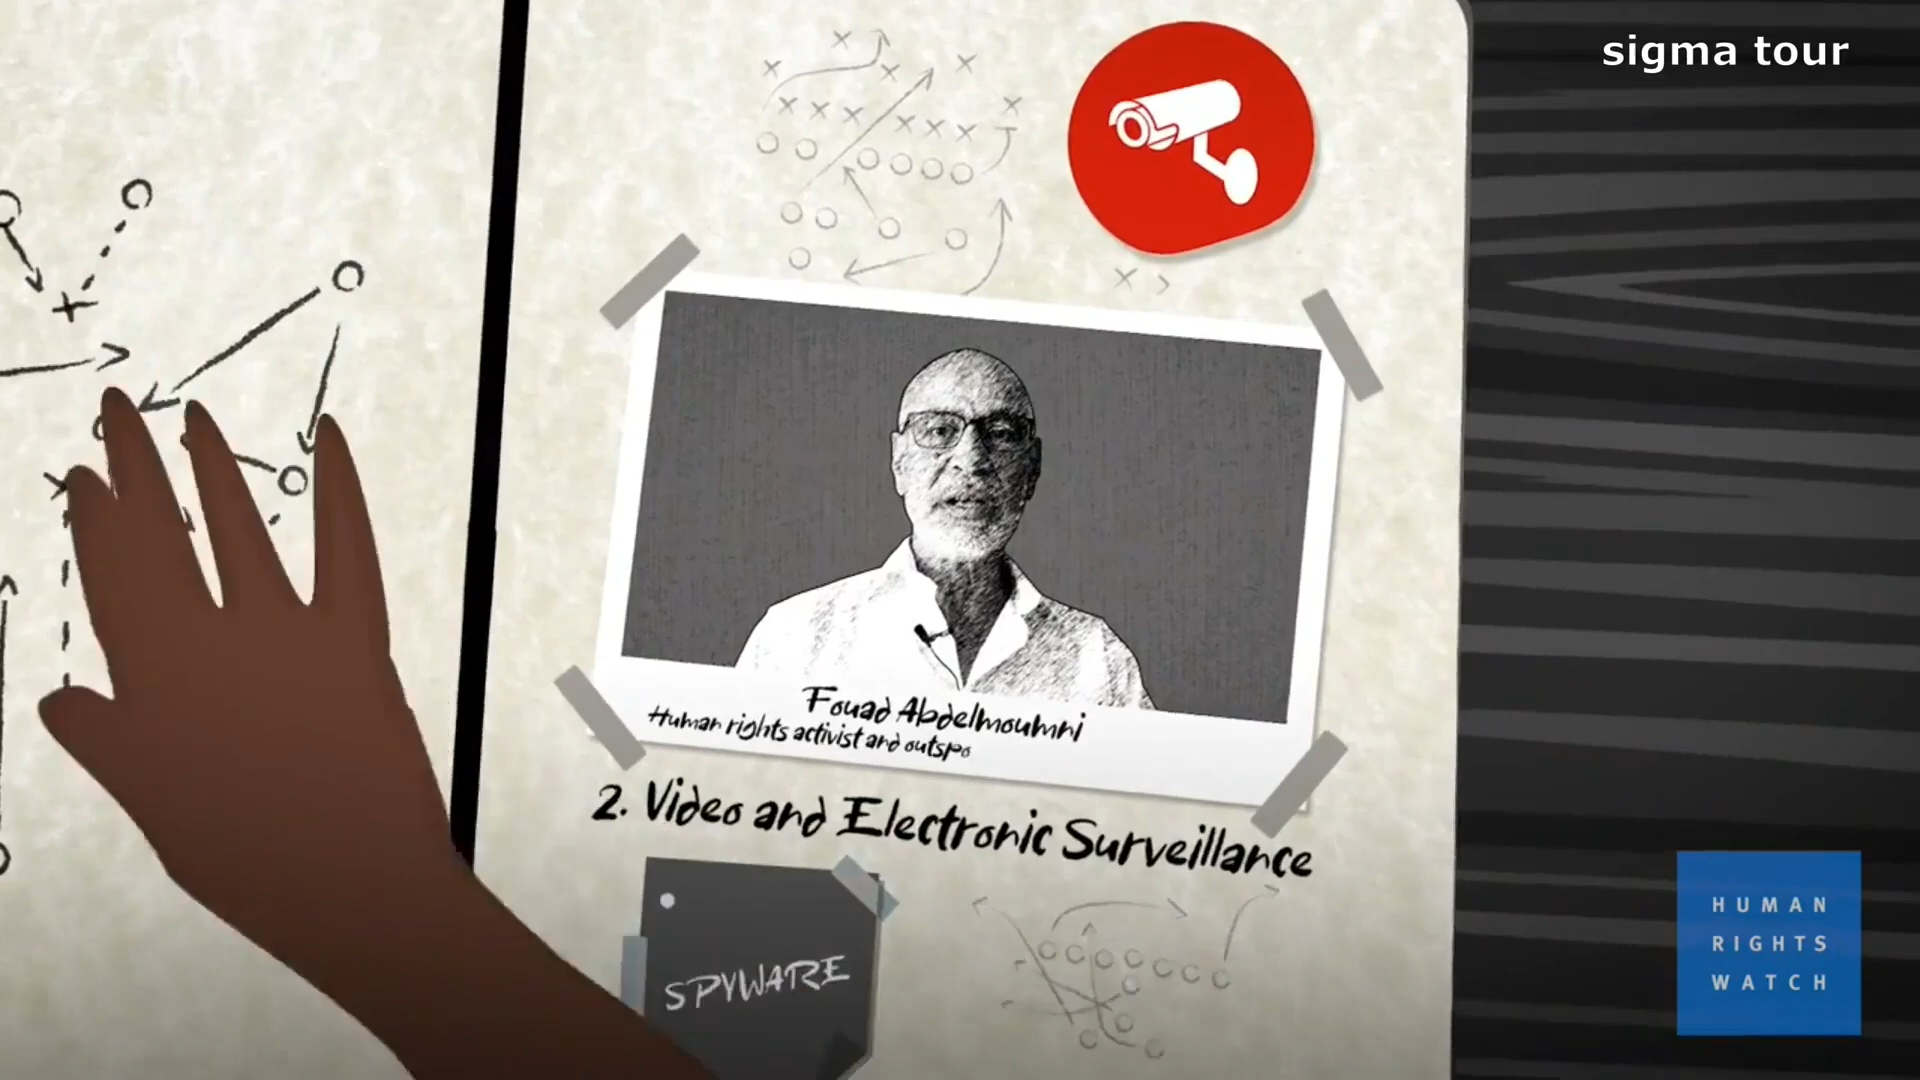 sigma tour
Fouad Abdelmoumni
Human rights activist and outspo
2. Video and Electronic Surveillance
SPYWARE
HUMAN
RIGHTS
WATCH